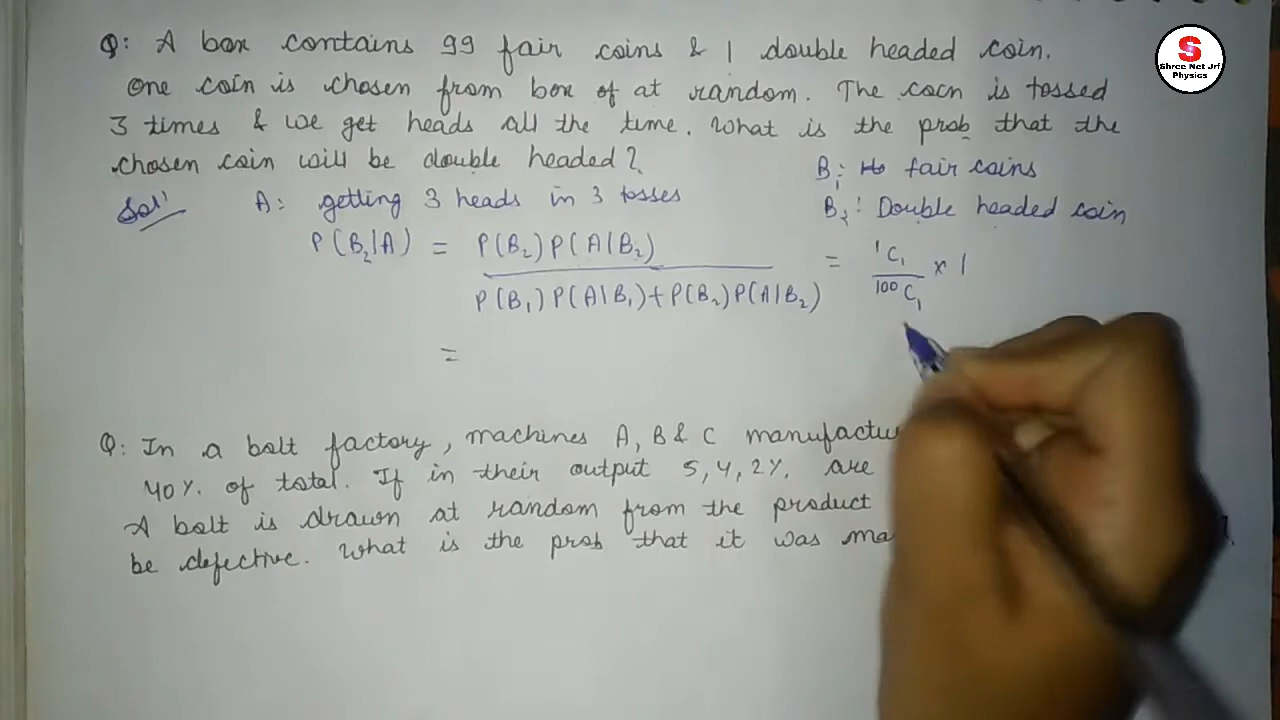 Q: A box contains 99 fair coins & 1 double headed coin.
One coin is chosen from box of at random. The coin is tossed
3 times & we get heads all the time. What is the prob that the
chosen coin will be double headed?
B₁: fair coins
Sol'
A: getting 3 heads in 3 tosses
B₂: Double headed coin
P(B₂|A) = P(B₂)P(A|B₂) = ¹C₁ × 1
P(B₁)P(A|B₁)+P(B₂)P(A|B₂) ¹⁰⁰C₁
=
Q: In a bolt factory, machines A, B & C manufactu
40%. of total. If in their output 5, 4, 2%. are
A bolt is drawn at random from the product
be defective. What is the prob that it was ma
S
Shree Net Jrf
Physics